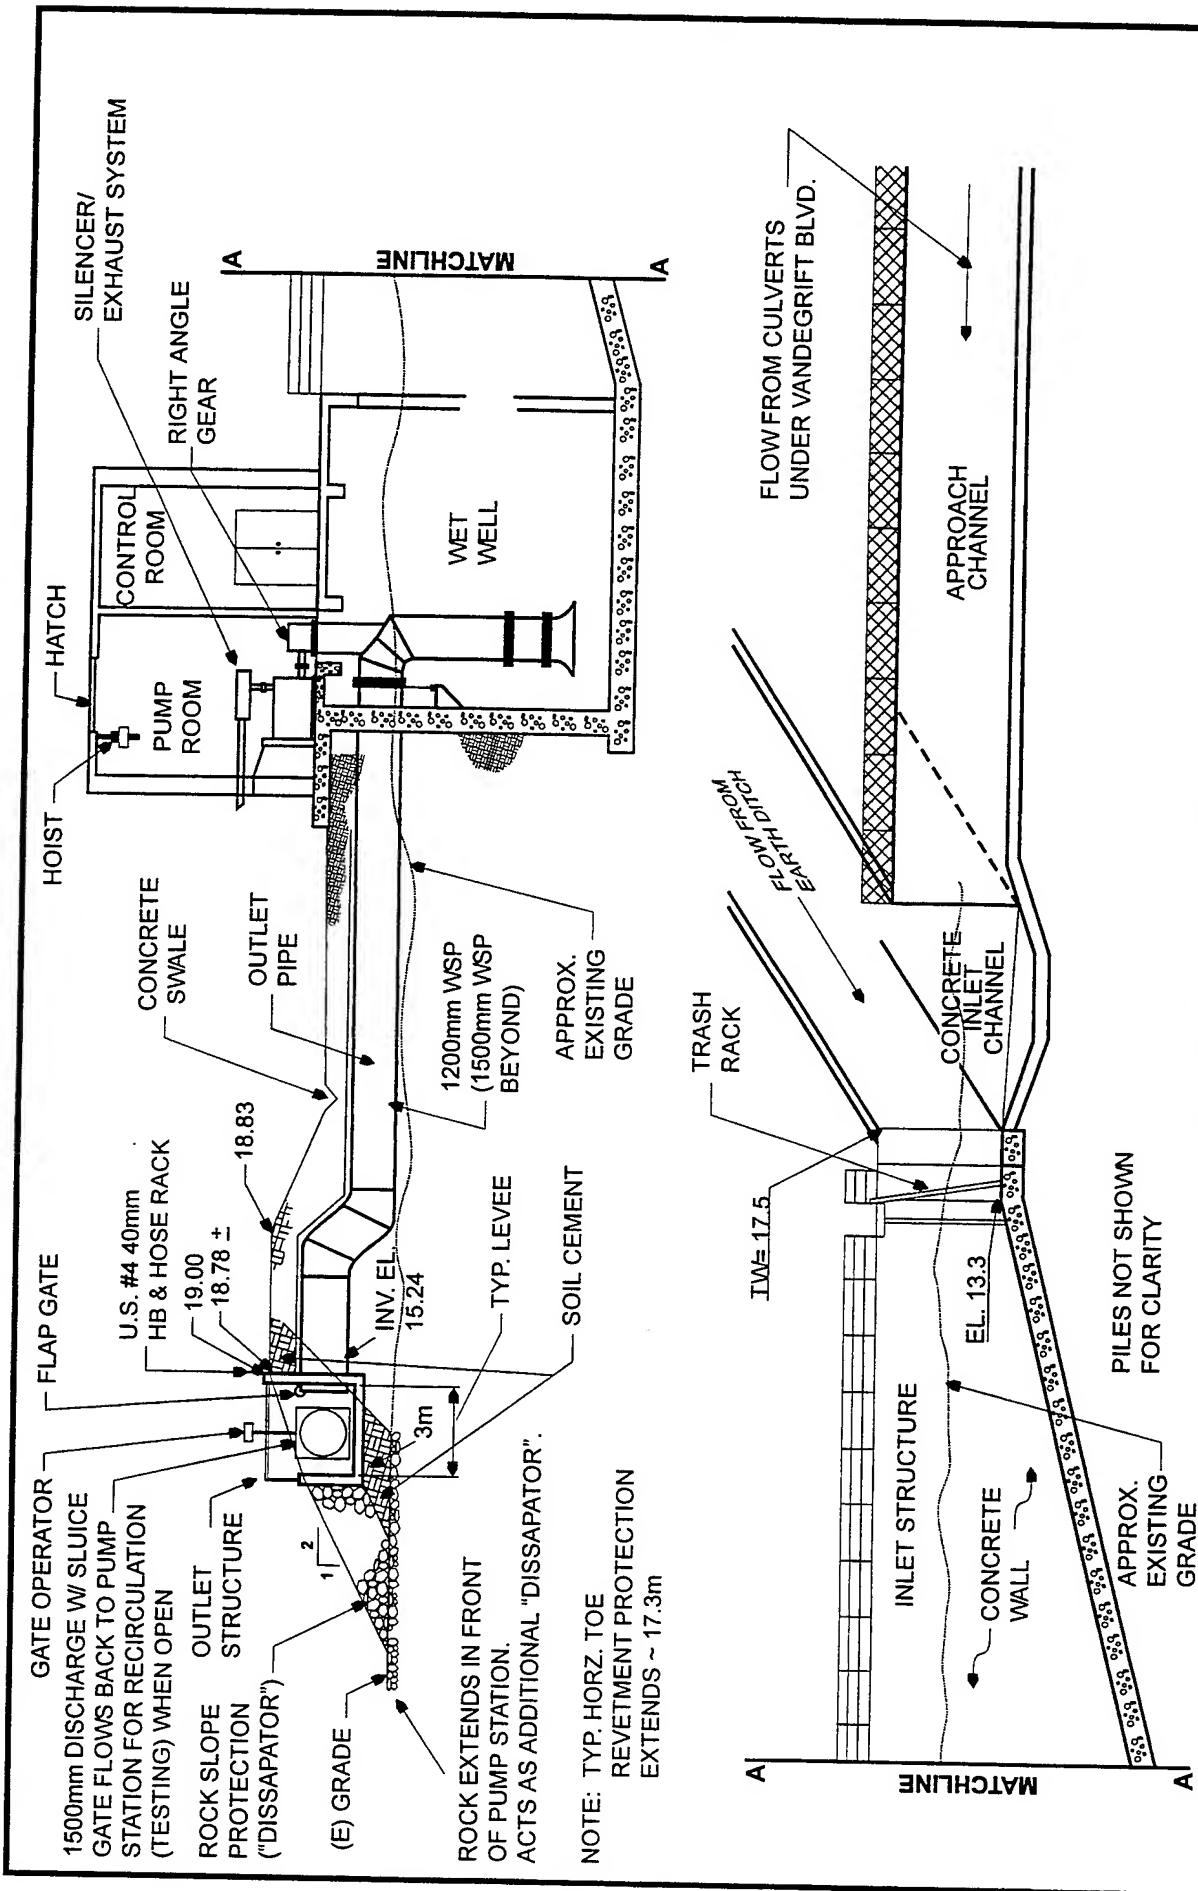 GATE OPERATOR
FLAP GATE
1500mm DISCHARGE W/ SLUICE
GATE FLOWS BACK TO PUMP
STATION FOR RECIRCULATION
(TESTING) WHEN OPEN
U.S. #4 40mm
HB & HOSE RACK
19.00
18.78 ±
18.83
OUTLET
STRUCTURE
ROCK SLOPE
PROTECTION
("DISSAPATOR")
(E) GRADE
1
2
3m
ROCK EXTENDS IN FRONT
OF PUMP STATION.
ACTS AS ADDITIONAL "DISSAPATOR".
NOTE: TYP. HORZ. TOE
REVETMENT PROTECTION
EXTENDS ~ 17.3m
INV. EL.
15.24
TYP. LEVEE
SOIL CEMENT
CONCRETE
SWALE
OUTLET
PIPE
1200mm WSP
(1500mm WSP
BEYOND)
APPROX.
EXISTING
GRADE
HOIST
HATCH
PUMP
ROOM
CONTROL
ROOM
SILENCER/
EXHAUST SYSTEM
RIGHT ANGLE
GEAR
WET
WELL
A
MATCHLINE
A
A
MATCHLINE
A
INLET STRUCTURE
CONCRETE
WALL
APPROX.
EXISTING
GRADE
TW= 17.5
EL. 13.3
PILES NOT SHOWN
FOR CLARITY
TRASH
RACK
FLOW FROM
EARTH DITCH
CONCRETE
INLET
CHANNEL
FLOW FROM CULVERTS
UNDER VANDEGRIFT BLVD.
APPROACH
CHANNEL